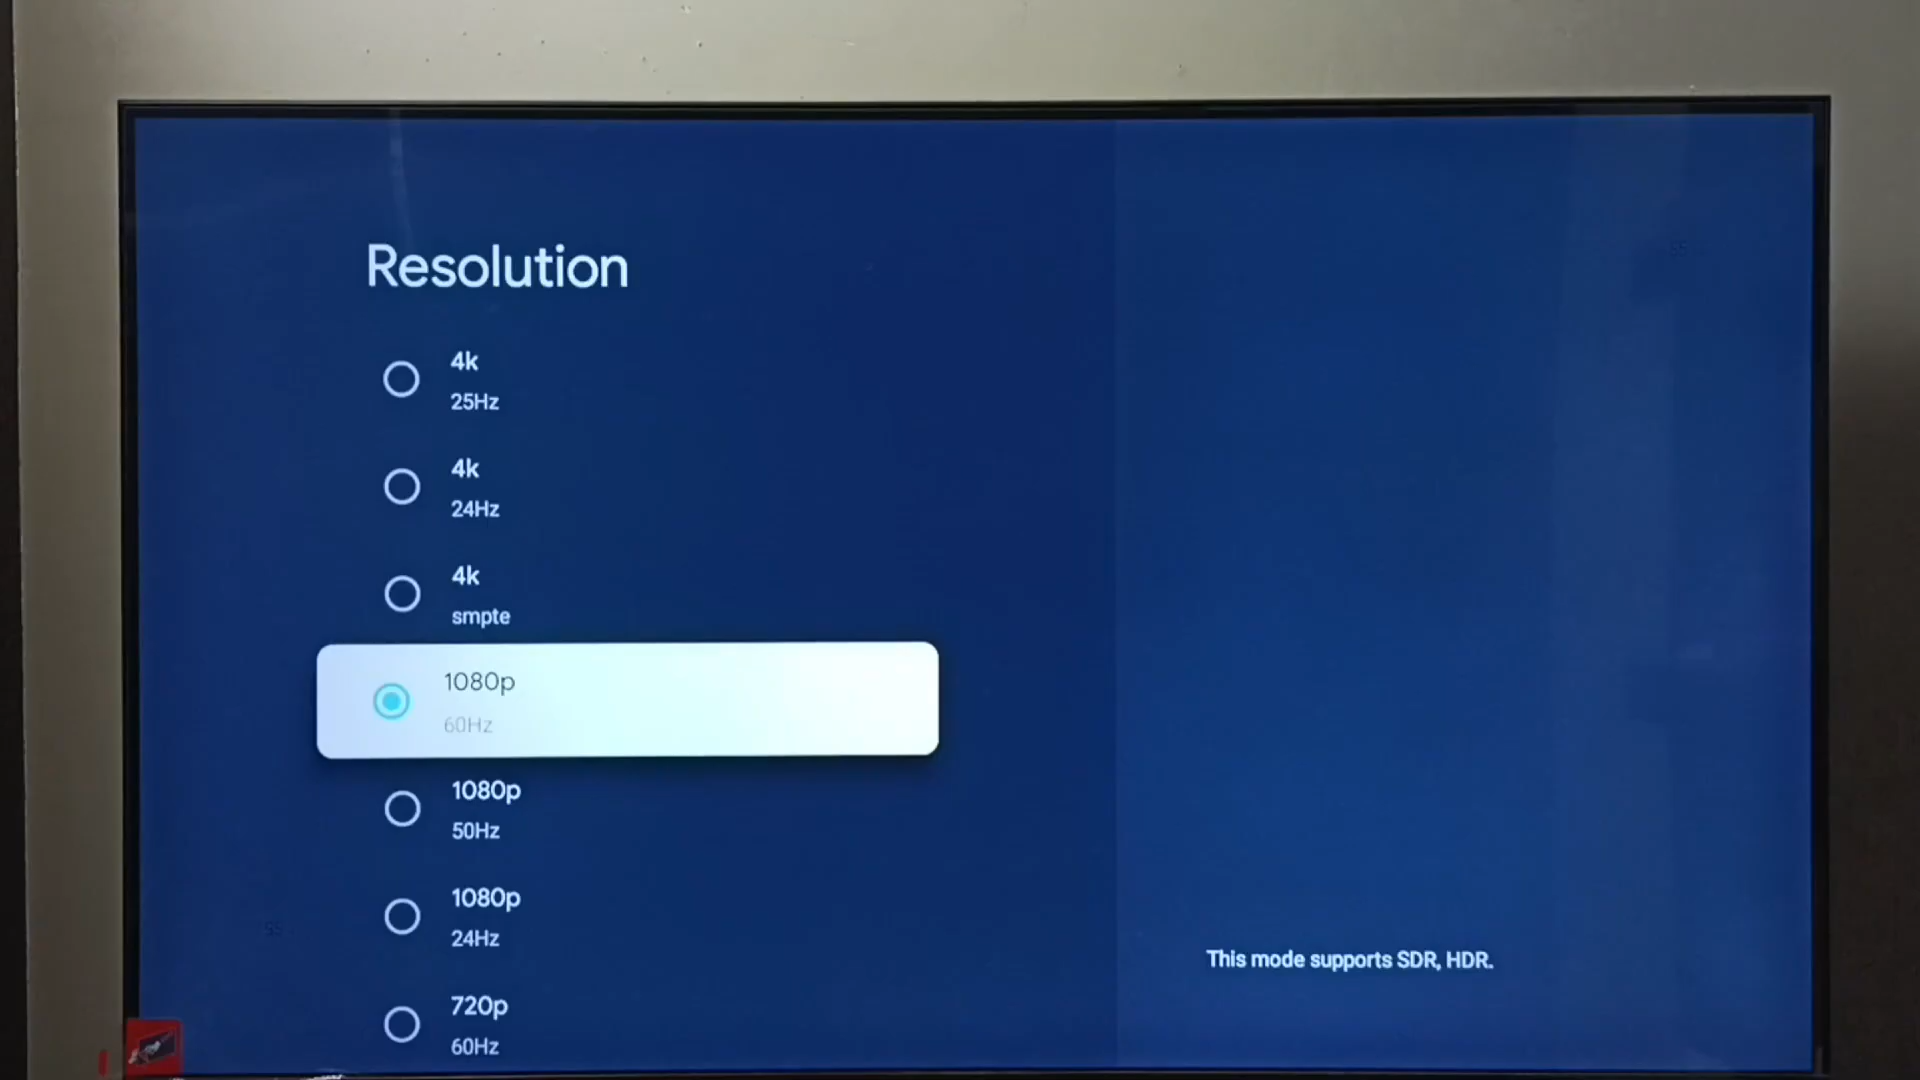 Resolution
4k
25Hz
4k
24Hz
4k
smpte
1080p
60Hz
1080p
50Hz
1080p
24Hz
This mode supports SDR, HDR.
720p
60Hz